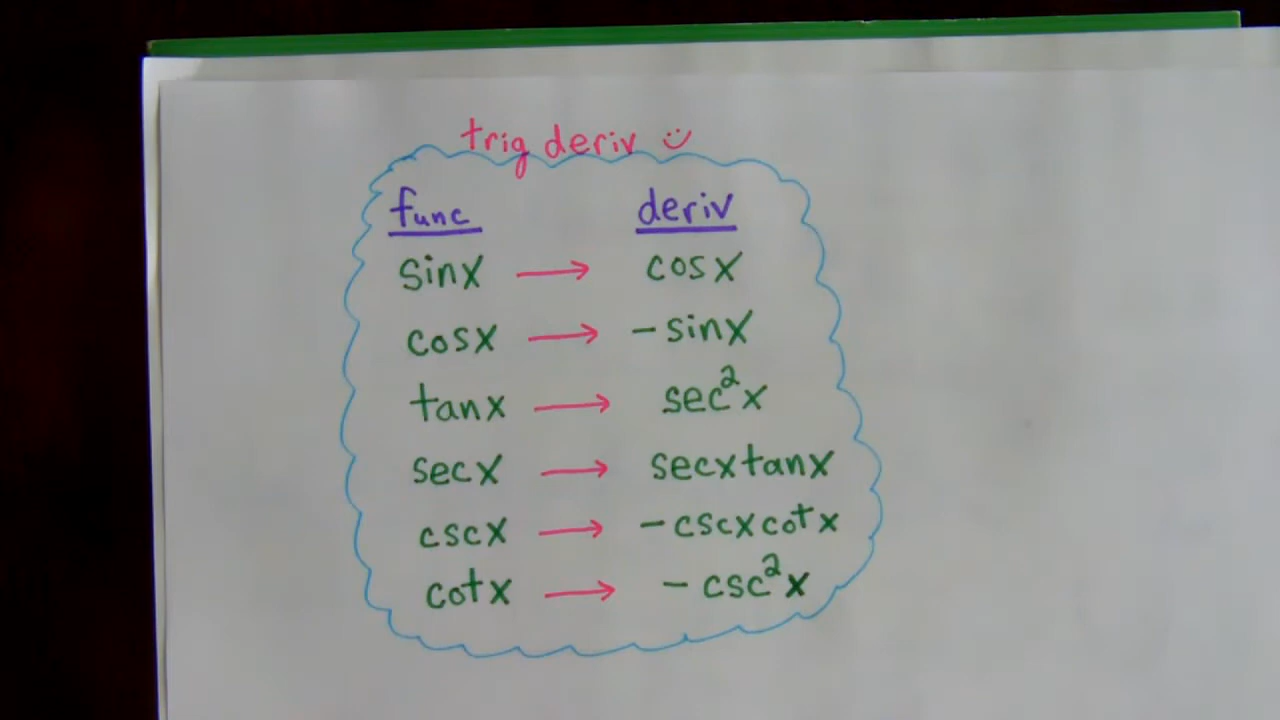 trig deriv :)
func deriv
sinx → cosx
cosx → -sinx
tanx → sec²x
secx → secxtanx
cscx → -cscxcotx
cotx → -csc²x